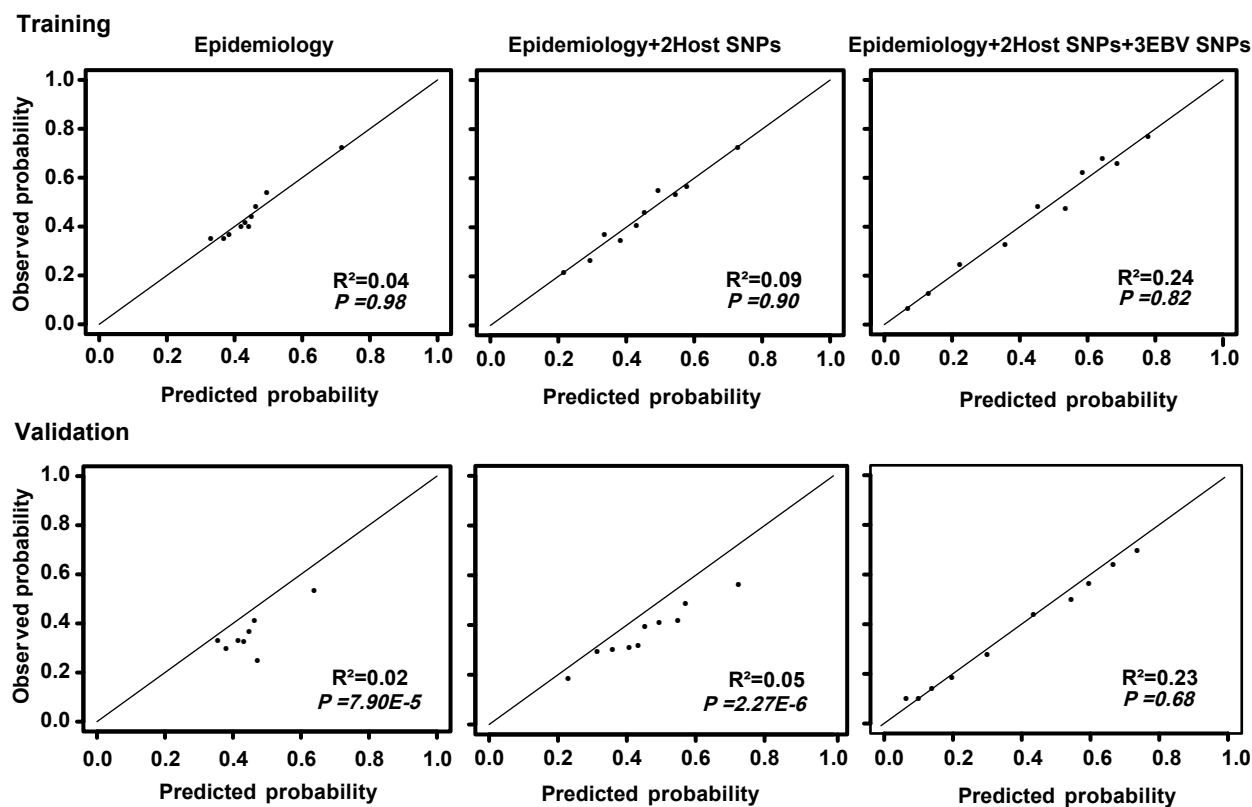 Training
Epidemiology
Epidemiology+2Host SNPs
Epidemiology+2Host SNPs+3EBV SNPs
Observed probability
1.0
0.8
0.6
0.4
0.2
0.0
R²=0.04
P =0.98
R²=0.09
P =0.90
R²=0.24
P =0.82
0.0 0.2 0.4 0.6 0.8 1.0
0.0 0.2 0.4 0.6 0.8 1.0
0.0 0.2 0.4 0.6 0.8 1.0
Predicted probability
Predicted probability
Predicted probability
Validation
Observed probability
1.0
0.8
0.6
0.4
0.2
0.0
R²=0.02
P =7.90E-5
R²=0.05
P =2.27E-6
R²=0.23
P =0.68
0.0 0.2 0.4 0.6 0.8 1.0
0.0 0.2 0.4 0.6 0.8 1.0
0.0 0.2 0.4 0.6 0.8 1.0
Predicted probability
Predicted probability
Predicted probability